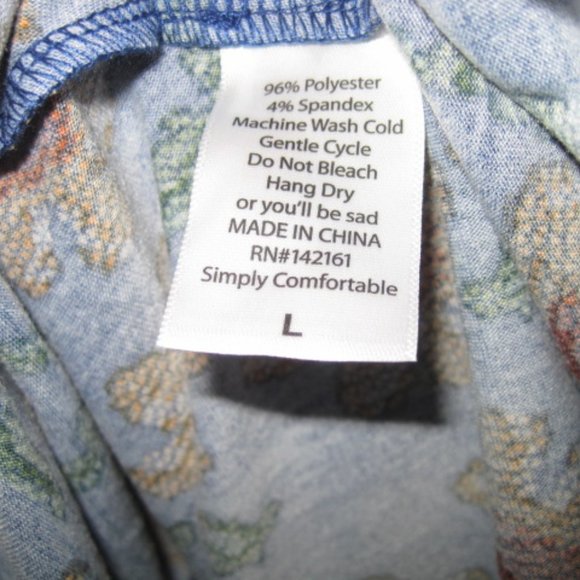 96% Polyester
4% Spandex
Machine Wash Cold
Gentle Cycle
Do Not Bleach
Hang Dry
or you'll be sad
MADE IN CHINA
RN#142161
Simply Comfortable
L